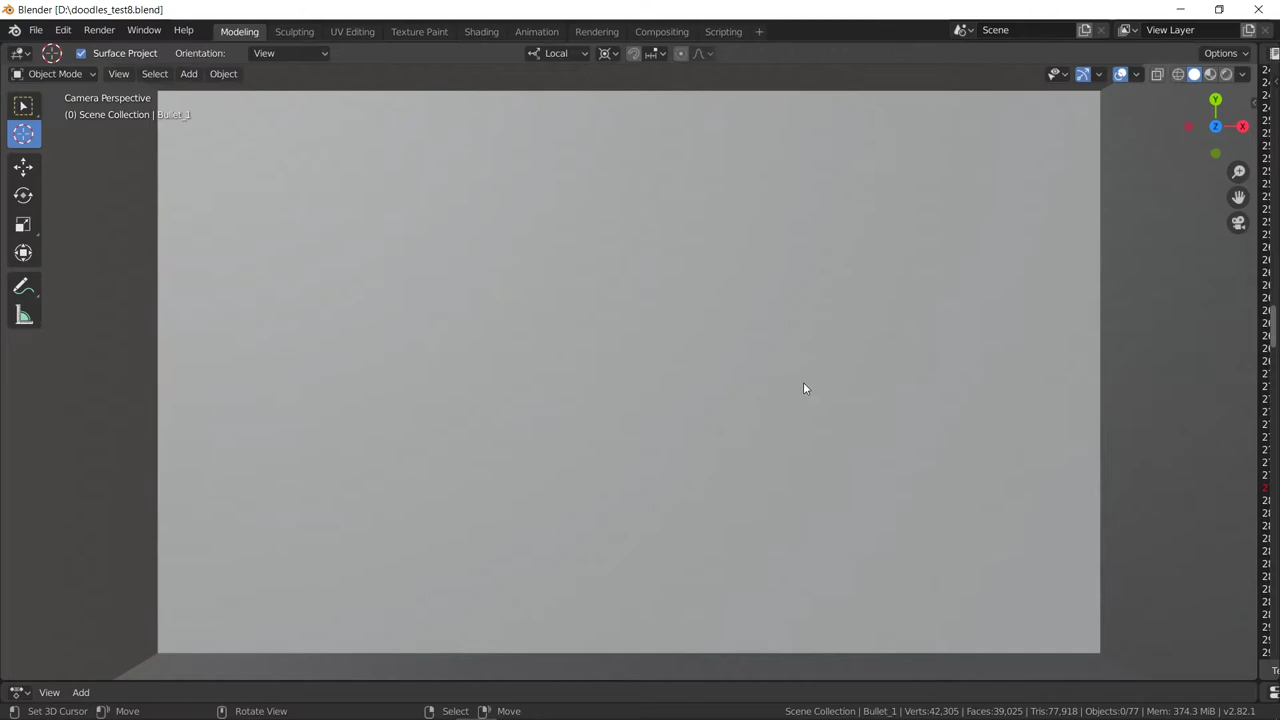 Blender [D:\doodles_test8.blend]
File Edit Render Window Help Modeling Sculpting UV Editing Texture Paint Shading Animation Rendering Compositing Scripting + Scene View Layer
Surface Project Orientation: View Local Options
Object Mode View Select Add Object
Camera Perspective
(0) Scene Collection | Bullet_1
Y
Z X
View Add
Set 3D Cursor Move Rotate View Select Move Scene Collection | Bullet_1 | Verts:42,305 | Faces:39,025 | Tris:77,918 | Objects:0/77 | Mem: 374.3 MiB | v2.82.1